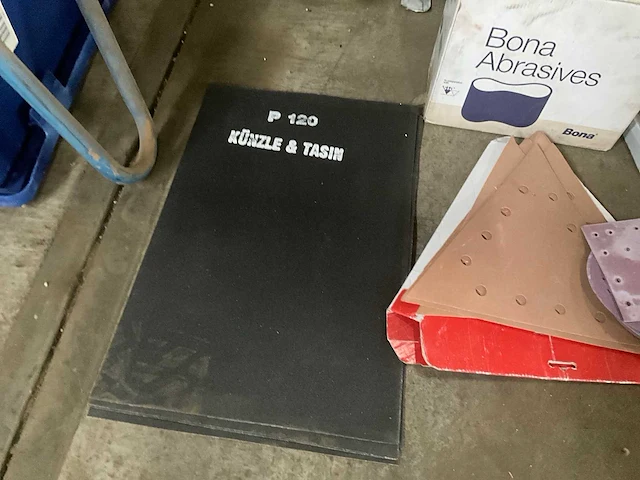 P 120
KÜNZLE & TASIN
Bona
Abrasives
Bona